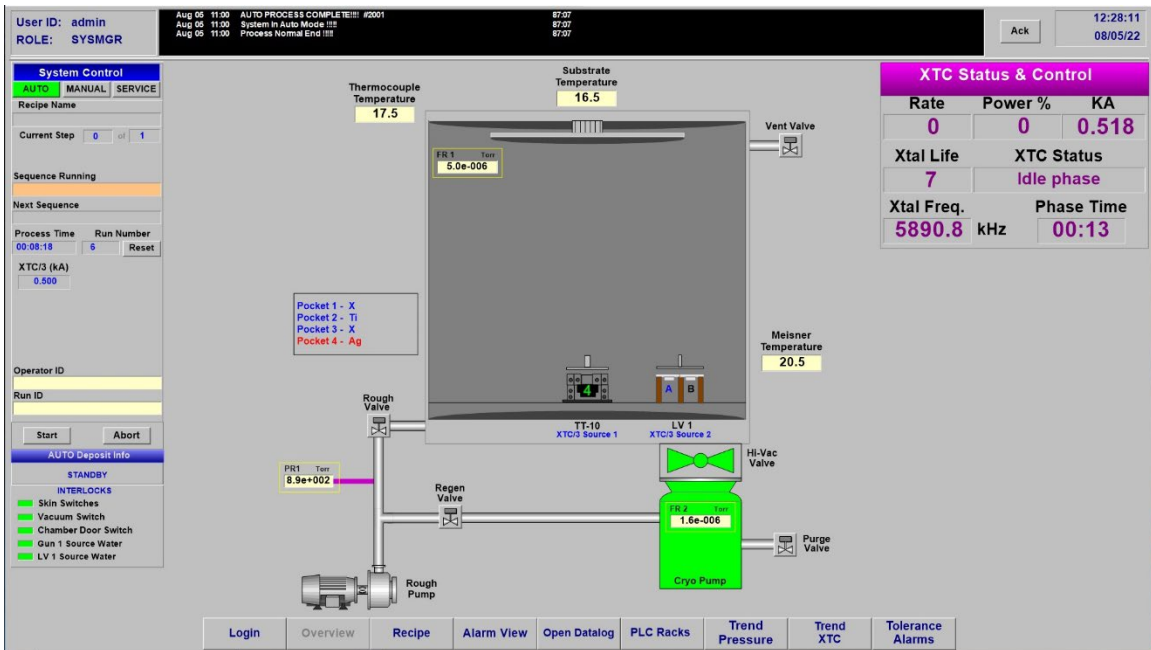 User ID: admin
ROLE: SYSMGR
Aug 05 11:00 AUTO PROCESS COMPLETE!!!! #2001 87:07
Aug 05 11:00 System In Auto Mode !!!!! 87:07
Aug 05 11:00 Process Normal End !!!!! 87:07
Ack
12:28:11
08/05/22
System Control
AUTO MANUAL SERVICE
Recipe Name
Current Step 0 of 1
Sequence Running
Next Sequence
Process Time Run Number
00:08:18 6 Reset
XTC/3 (kA)
0.500
Operator ID
Run ID
Start Abort
AUTO Deposit Info
STANDBY
INTERLOCKS
Skin Switches
Vacuum Switch
Chamber Door Switch
Gun 1 Source Water
LV 1 Source Water
Thermocouple
Temperature
17.5
Substrate
Temperature
16.5
Vent Valve
FR 1 Torr
5.0e-006
Pocket 1 - X
Pocket 2 - Ti
Pocket 3 - X
Pocket 4 - Ag
Meisner
Temperature
20.5
4
A B
TT-10
XTC/3 Source 1
LV 1
XTC/3 Source 2
Rough
Valve
PR1 Torr
8.9e+002
Regen
Valve
Hi-Vac
Valve
FR 2 Torr
1.6e-006
Cryo Pump
Purge
Valve
Rough
Pump
XTC Status & Control
Rate Power % KA
0 0 0.518
Xtal Life XTC Status
7 Idle phase
Xtal Freq. Phase Time
5890.8 kHz 00:13
Login Overview Recipe Alarm View Open Datalog PLC Racks Trend Pressure Trend XTC Tolerance Alarms